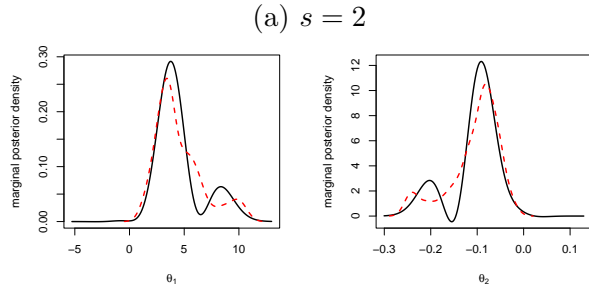 (a) s = 2
marginal posterior density
0.00 0.10 0.20 0.30
−5 0 5 10
θ1
marginal posterior density
0 2 4 6 8 10 12
−0.3 −0.2 −0.1 0.0 0.1
θ2